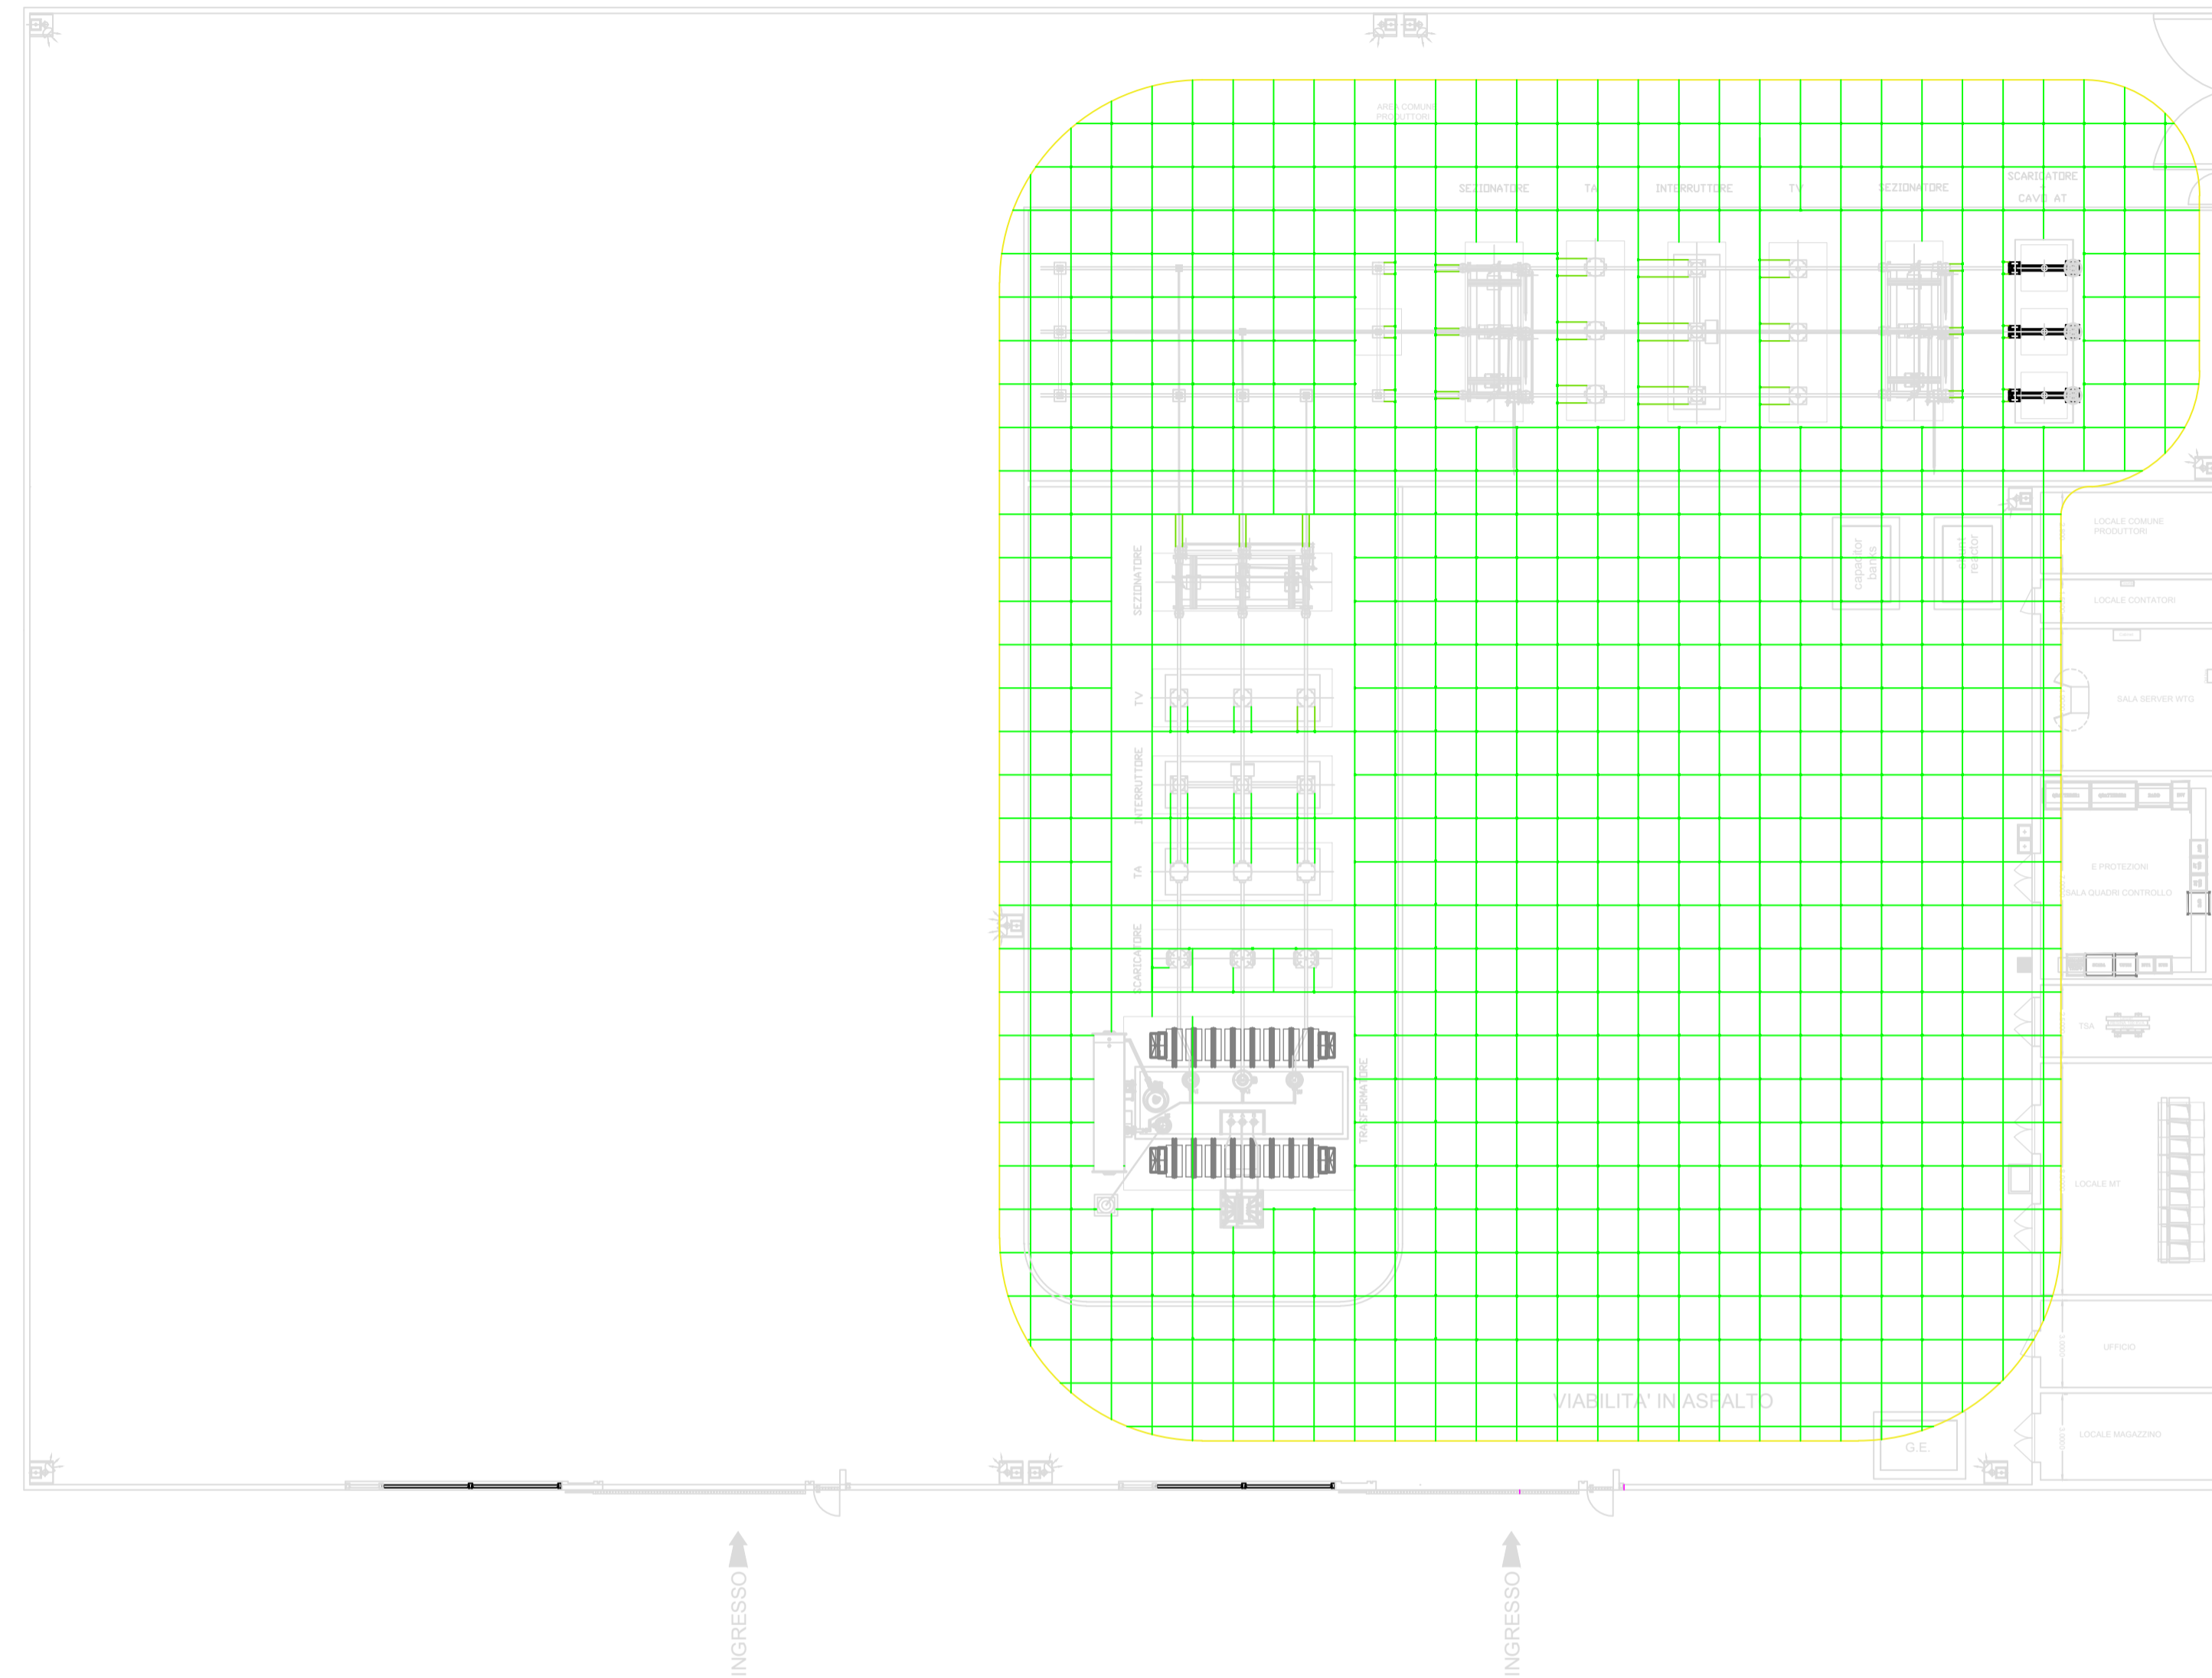 AREA COMUNE
PRODUTTORI
SEZIONATORE
TA
INTERRUTTORE
TV
SEZIONATORE
SCARICATORE
+
CAVO AT
LOCALE COMUNE
PRODUTTORI
capacitor
banks
shunt
reactor
LOCALE CONTATORI
SEZIONATORE
TV
SALA SERVER WTG
INTERRUTTORE
TA
E PROTEZIONI
SALA QUADRI CONTROLLO
SCARICATORE
TSA
TRASFORMATORE
LOCALE MT
UFFICIO
VIABILITA' IN ASFALTO
G.E.
LOCALE MAGAZZINO
INGRESSO
INGRESSO